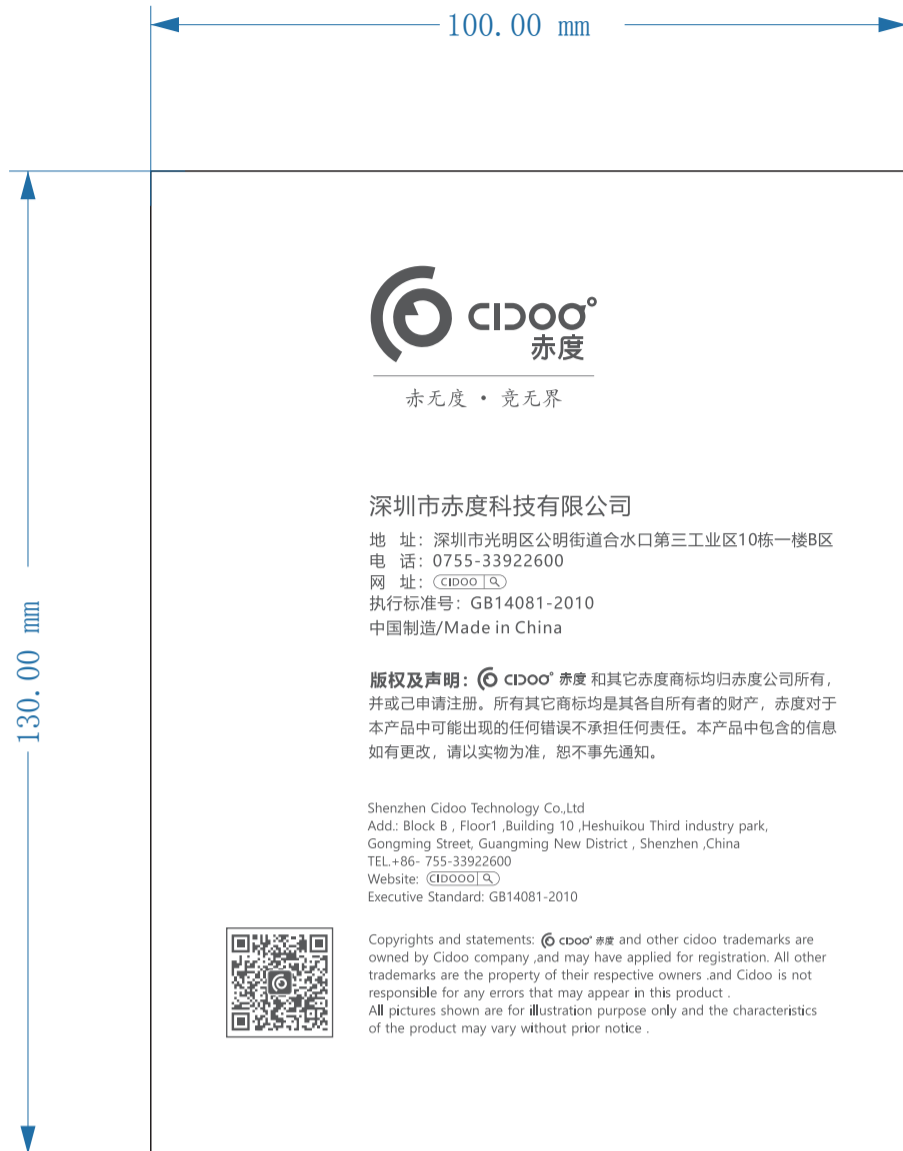 100.00 mm
130.00 mm
CIDOO°
赤度
赤无度 · 竞无界
深圳市赤度科技有限公司
地 址：深圳市光明区公明街道合水口第三工业区10栋一楼B区
电 话：0755-33922600
网 址：CIDOO
执行标准号：GB14081-2010
中国制造/Made in China
版权及声明：CIDOO° 赤度 和其它赤度商标均归赤度公司所有，
并或己申请注册。所有其它商标均是其各自所有者的财产，赤度对于
本产品中可能出现的任何错误不承担任何责任。本产品中包含的信息
如有更改，请以实物为准，恕不事先通知。
Shenzhen Cidoo Technology Co.,Ltd
Add.: Block B , Floor1 ,Building 10 ,Heshuikou Third industry park,
Gongming Street, Guangming New District , Shenzhen ,China
TEL.+86- 755-33922600
Website: CIDOOO
Executive Standard: GB14081-2010
Copyrights and statements: CIDOO° 赤度 and other cidoo trademarks are
owned by Cidoo company ,and may have applied for registration. All other
trademarks are the property of their respective owners .and Cidoo is not
responsible for any errors that may appear in this product .
All pictures shown are for illustration purpose only and the characteristics
of the product may vary without prior notice .